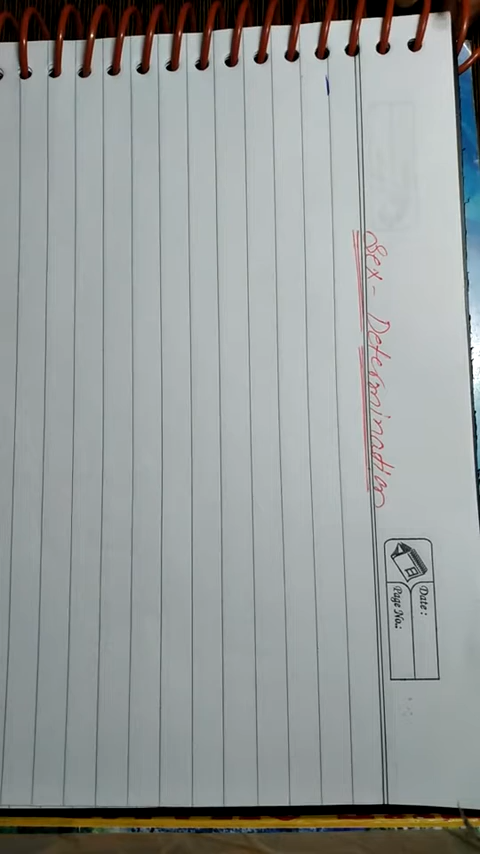 Sex - Determination
Date :
Page No.: